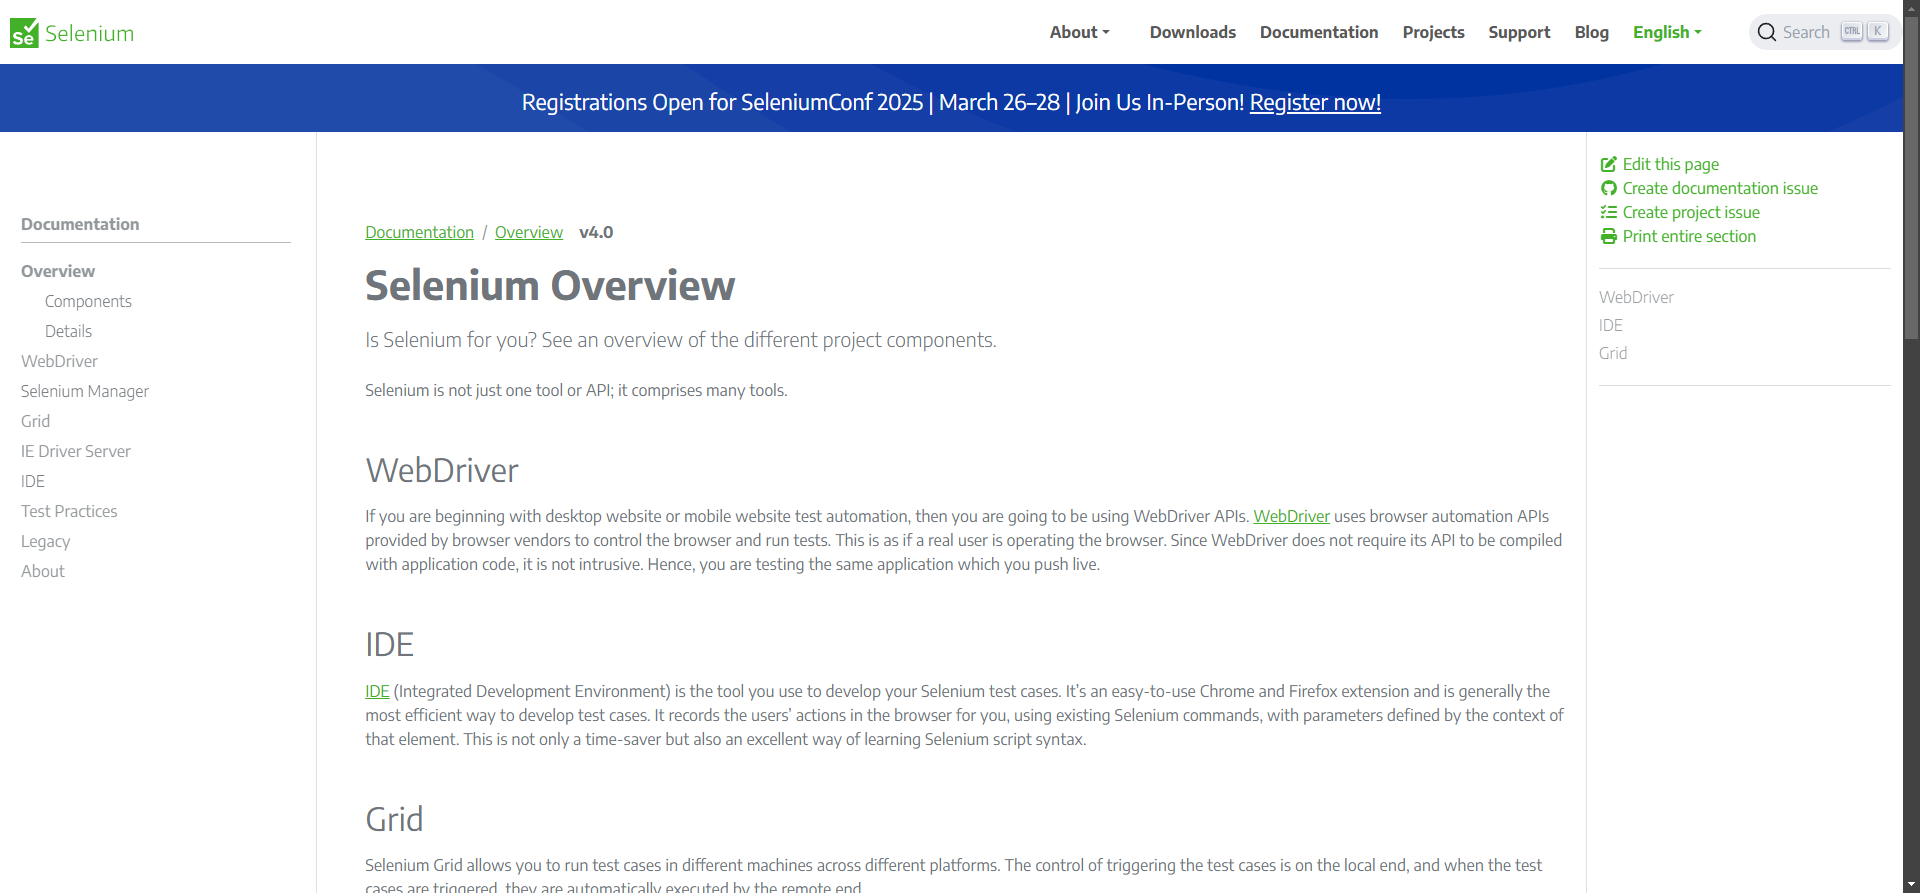 Se Selenium
About
Downloads
Documentation
Projects
Support
Blog
English
Search CTRL K
Registrations Open for SeleniumConf 2025 | March 26–28 | Join Us In-Person! Register now!
Documentation
Overview
Components
Details
WebDriver
Selenium Manager
Grid
IE Driver Server
IDE
Test Practices
Legacy
About
Documentation / Overview v4.0
Selenium Overview
Is Selenium for you? See an overview of the different project components.
Selenium is not just one tool or API; it comprises many tools.
WebDriver
If you are beginning with desktop website or mobile website test automation, then you are going to be using WebDriver APIs. WebDriver uses browser automation APIs
provided by browser vendors to control the browser and run tests. This is as if a real user is operating the browser. Since WebDriver does not require its API to be compiled
with application code, it is not intrusive. Hence, you are testing the same application which you push live.
IDE
IDE (Integrated Development Environment) is the tool you use to develop your Selenium test cases. It’s an easy-to-use Chrome and Firefox extension and is generally the
most efficient way to develop test cases. It records the users’ actions in the browser for you, using existing Selenium commands, with parameters defined by the context of
that element. This is not only a time-saver but also an excellent way of learning Selenium script syntax.
Grid
Selenium Grid allows you to run test cases in different machines across different platforms. The control of triggering the test cases is on the local end, and when the test
cases are triggered, they are automatically executed by the remote end.
Edit this page
Create documentation issue
Create project issue
Print entire section
WebDriver
IDE
Grid